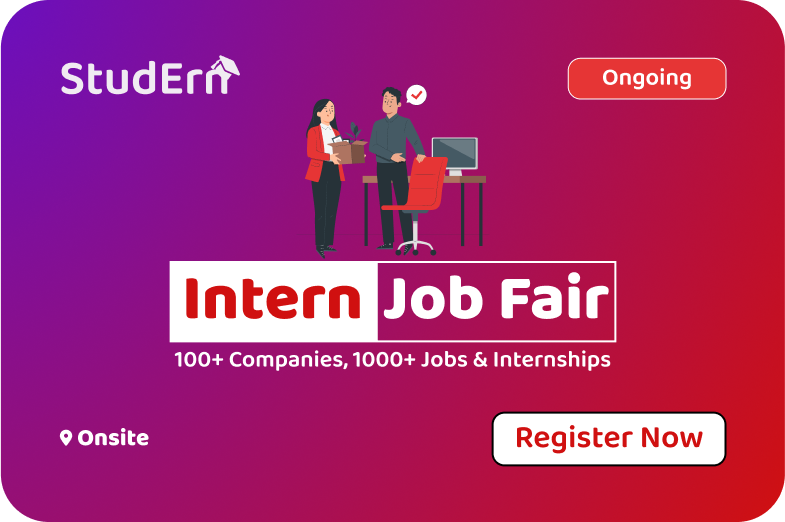 StudErn
Ongoing
Intern Job Fair
100+ Companies, 1000+ Jobs & Internships
Onsite
Register Now